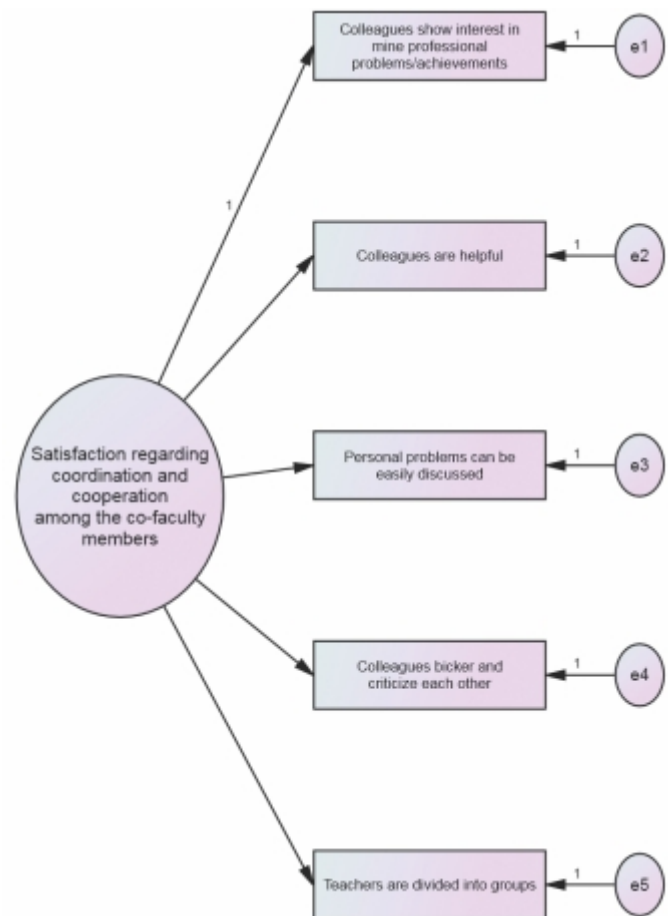 Colleagues show interest in
mine professional
problems/achievements
1
e1
1
Colleagues are helpful
1
e2
Satisfaction regarding
coordination and
cooperation
among the co-faculty
members
Personal problems can be
easily discussed
1
e3
Colleagues bicker and
criticize each other
1
e4
Teachers are divided into groups
1
e5